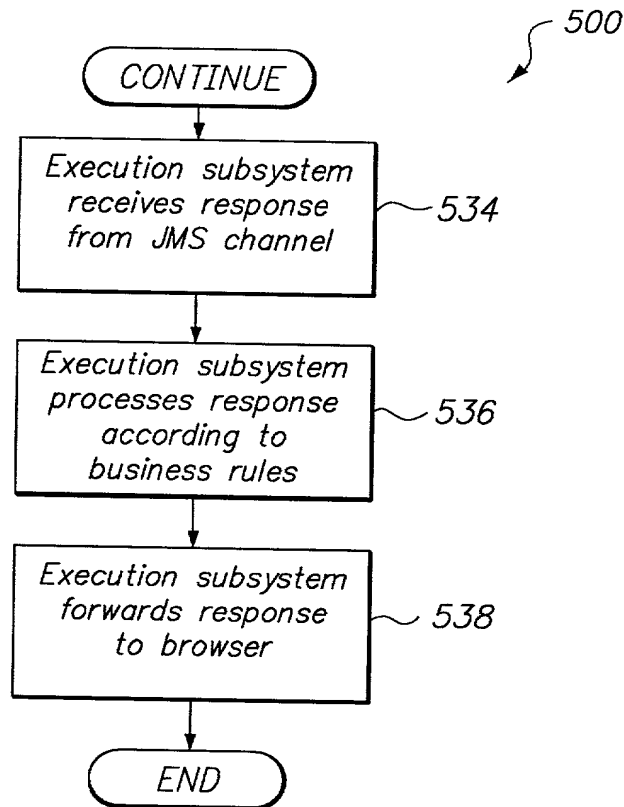 500
CONTINUE
Execution subsystem
receives response
from JMS channel
534
Execution subsystem
processes response
according to
business rules
536
Execution subsystem
forwards response
to browser
538
END